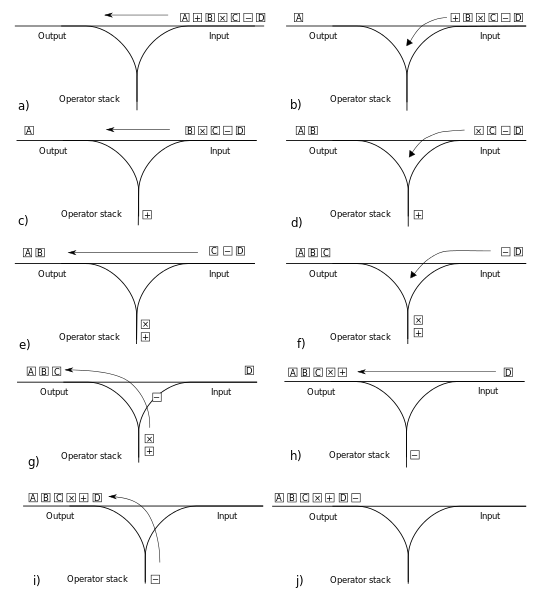 A + B × C − D
Output Input
Operator stack
a)
A + B × C − D
Output Input
Operator stack
b)
A B × C − D
Output Input
Operator stack +
c)
A B × C − D
Output Input
Operator stack +
d)
A B C − D
Output Input
×
Operator stack +
e)
A B C − D
Output Input
×
Operator stack +
f)
A B C D
−
Output Input
×
Operator stack +
g)
A B C × + D
Output Input
Operator stack −
h)
A B C × + D
Output Input
Operator stack −
i)
A B C × + D −
Output Input
Operator stack
j)